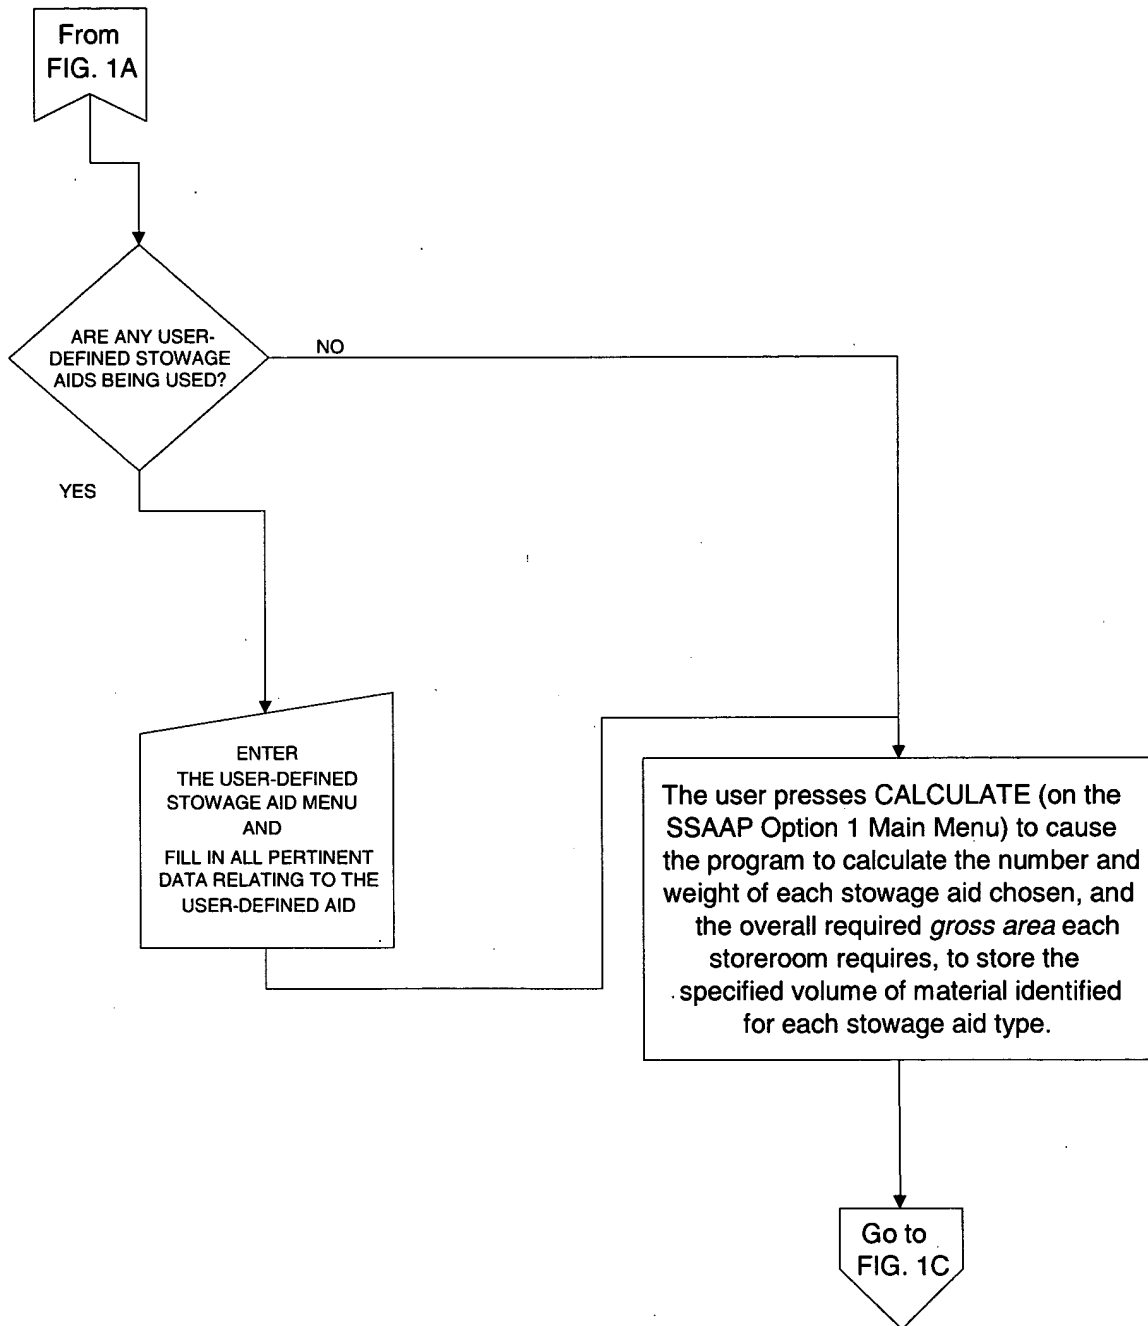 From
FIG. 1A
ARE ANY USER-
DEFINED STOWAGE
AIDS BEING USED?
NO
YES
ENTER
THE USER-DEFINED
STOWAGE AID MENU
AND
FILL IN ALL PERTINENT
DATA RELATING TO THE
USER-DEFINED AID
The user presses CALCULATE (on the
SSAAP Option 1 Main Menu) to cause
the program to calculate the number and
weight of each stowage aid chosen, and
the overall required gross area each
storeroom requires, to store the
specified volume of material identified
for each stowage aid type.
Go to
FIG. 1C